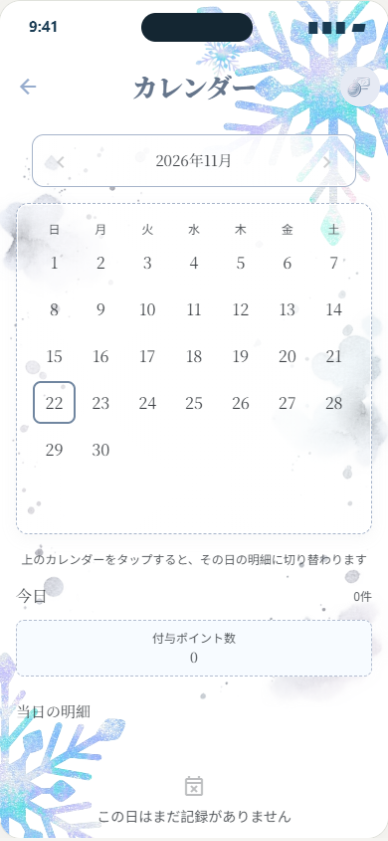 9:41
カレンダー
2026年11月
日 月 火 水 木 金 土
1 2 3 4 5 6 7
8 9 10 11 12 13 14
15 16 17 18 19 20 21
22 23 24 25 26 27 28
29 30
上のカレンダーをタップすると、その日の明細に切り替わります
今日 0件
付与ポイント数
0
当日の明細
この日はまだ記録がありません